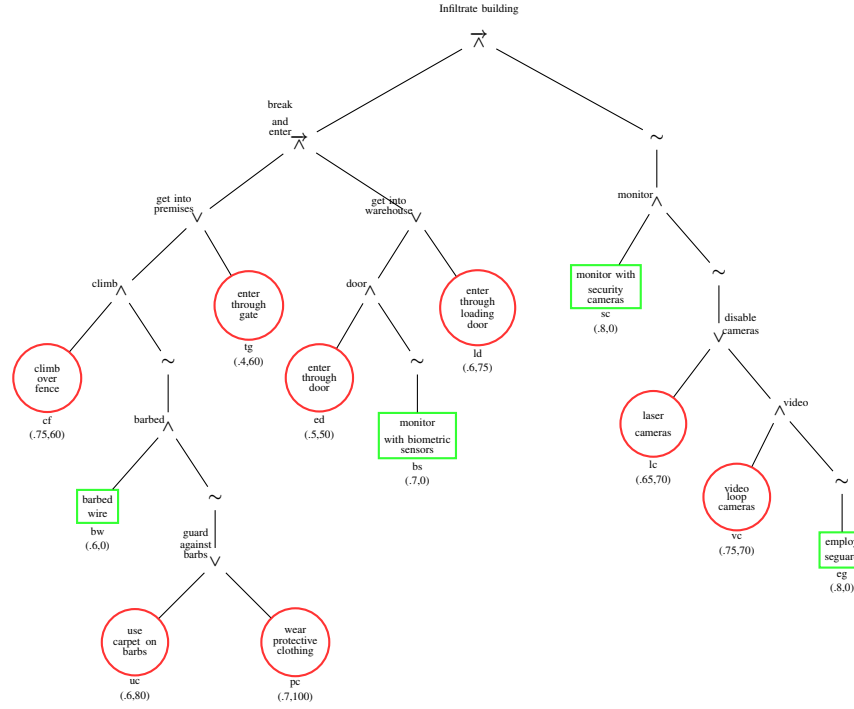 Infiltrate building
→
∧
break
and
enter
→
∧
∼
get into
premises
∨
get into
warehouse
∨
monitor
∧
climb
∧
enter
through
gate
tg
(.4,60)
door
∧
enter
through
loading
door
ld
(.6,75)
monitor with
security
cameras
sc
(.8,0)
∼
disable
cameras
∨
climb
over
fence
cf
(.75,60)
∼
enter
through
door
ed
(.5,50)
∼
monitor
with biometric
sensors
bs
(.7,0)
laser
cameras
lc
(.65,70)
video
∧
barbed
∧
barbed
wire
bw
(.6,0)
∼
video
loop
cameras
vc
(.75,70)
∼
employ
seguar
eg
(.8,0)
guard
against
barbs
∨
use
carpet on
barbs
uc
(.6,80)
wear
protective
clothing
pc
(.7,100)